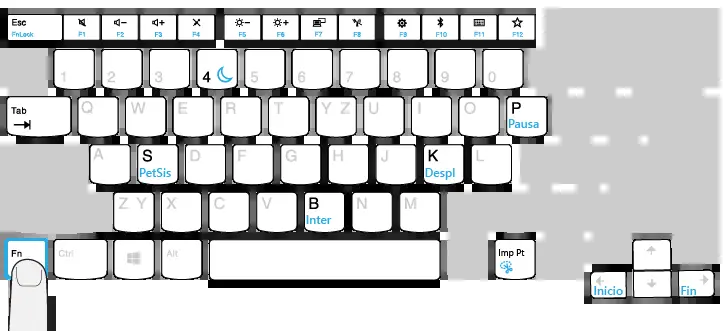 Esc
FnLock F1 F2 F3 F4 F5 F6 F7 F8 F9 F10 F11 F12
1 2 3 4 5 6 7 8 9 0
Tab Q W E R T Y Z U I O P
Pausa
A S D F G H J K L
PetSis Despl
Z Y X C V B N M
Inter
Fn Ctrl Alt Imp Pt
Inicio Fin